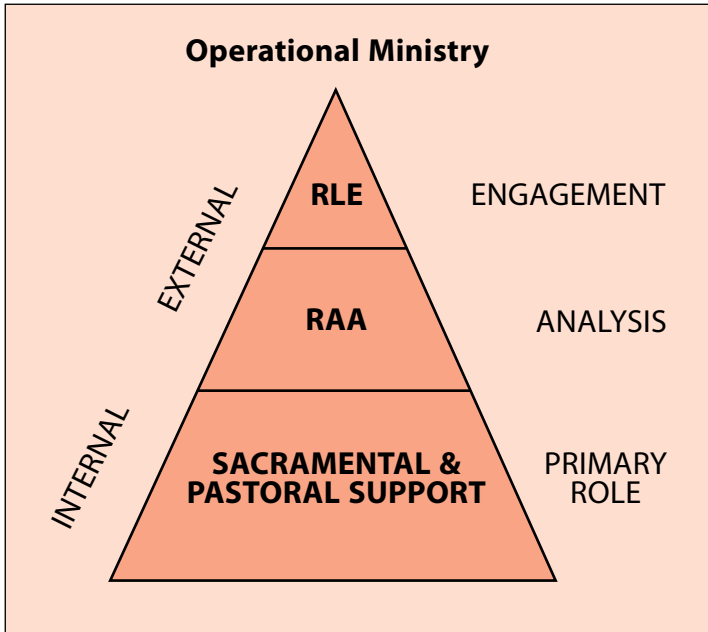 Operational Ministry
EXTERNAL
RLE
ENGAGEMENT
RAA
ANALYSIS
INTERNAL
SACRAMENTAL &
PASTORAL SUPPORT
PRIMARY
ROLE